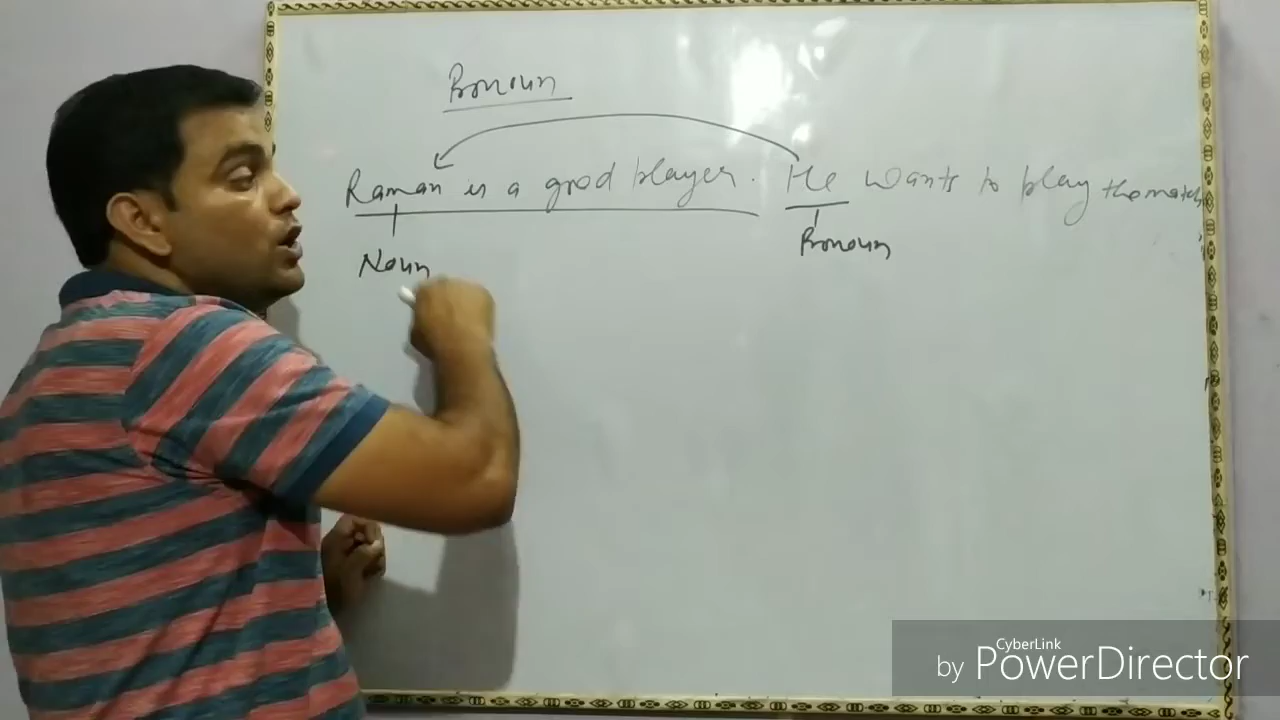 Pronoun
Raman is a good player. He wants to play the match
Noun
Pronoun
CyberLink
by PowerDirector